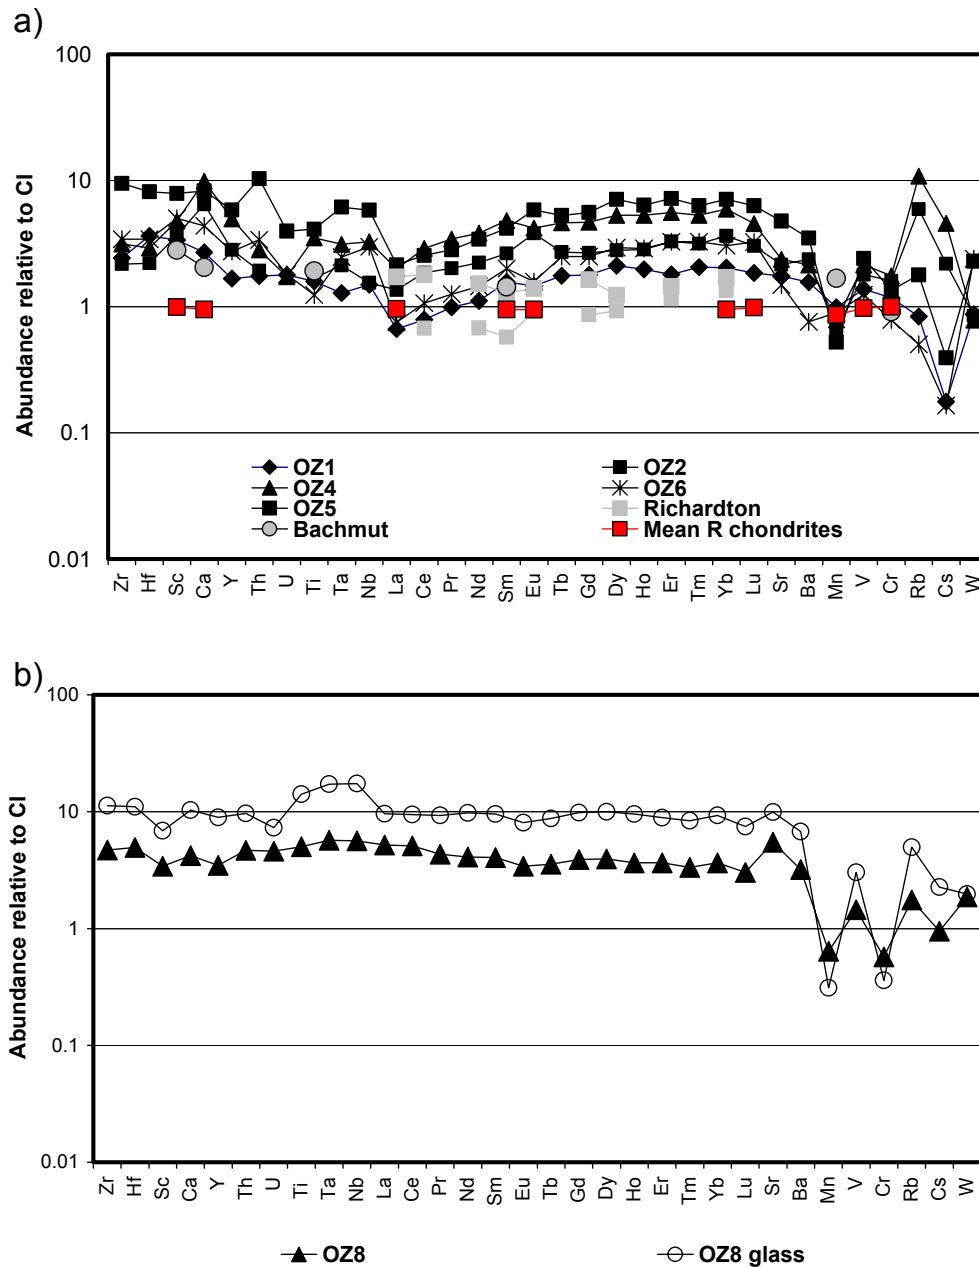 a)
100
10
1
0.1
0.01
Abundance relative to CI
OZ1
OZ2
OZ4
OZ6
OZ5
Richardton
Bachmut
Mean R chondrites
Zr Hf Sc Ca Y Th U Ti Ta Nb La Ce Pr Nd Sm Eu Tb Gd Dy Ho Er Tm Yb Lu Sr Ba Mn V Cr Rb Cs W
b)
100
10
1
0.1
0.01
Abundance relative to CI
Zr Hf Sc Ca Y Th U Ti Ta Nb La Ce Pr Nd Sm Eu Tb Gd Dy Ho Er Tm Yb Lu Sr Ba Mn V Cr Rb Cs W
OZ8
OZ8 glass